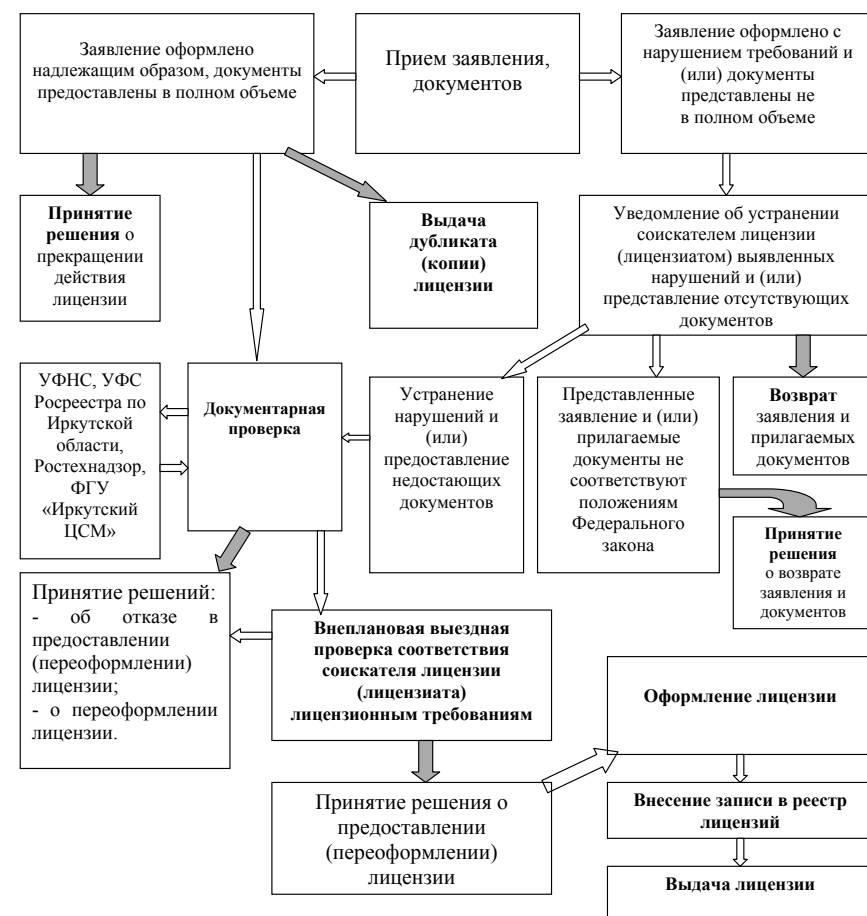 Заявление оформлено
надлежащим образом, документы
предоставлены в полном объеме
Прием заявления,
документов
Заявление оформлено с
нарушением требований и
(или) документы
представлены не
в полном объеме
Принятие
решения о
прекращении
действия
лицензии
Выдача
дубликата
(копии)
лицензии
Уведомление об устранении
соискателем лицензии
(лицензиатом) выявленных
нарушений и (или)
представление отсутствующих
документов
УФНС, УФС
Росреестра по
Иркутской
области,
Ростехнадзор,
ФГУ
«Иркутский
ЦСМ»
Документарная
проверка
Устранение
нарушений и
(или)
предоставление
недостающих
документов
Представленные
заявление и (или)
прилагаемые
документы не
соответствуют
положениям
Федерального
закона
Возврат
заявления и
прилагаемых
документов
Принятие
решения
о возврате
заявления и
документов
Принятие решений:
- об отказе в
предоставлении
(переоформлении)
лицензии;
- о переоформлении
лицензии.
Внеплановая выездная
проверка соответствия
соискателя лицензии
(лицензиата)
лицензионным требованиям
Оформление лицензии
Принятие решения о
предоставлении
(переоформлении)
лицензии
Внесение записи в реестр
лицензий
Выдача лицензии